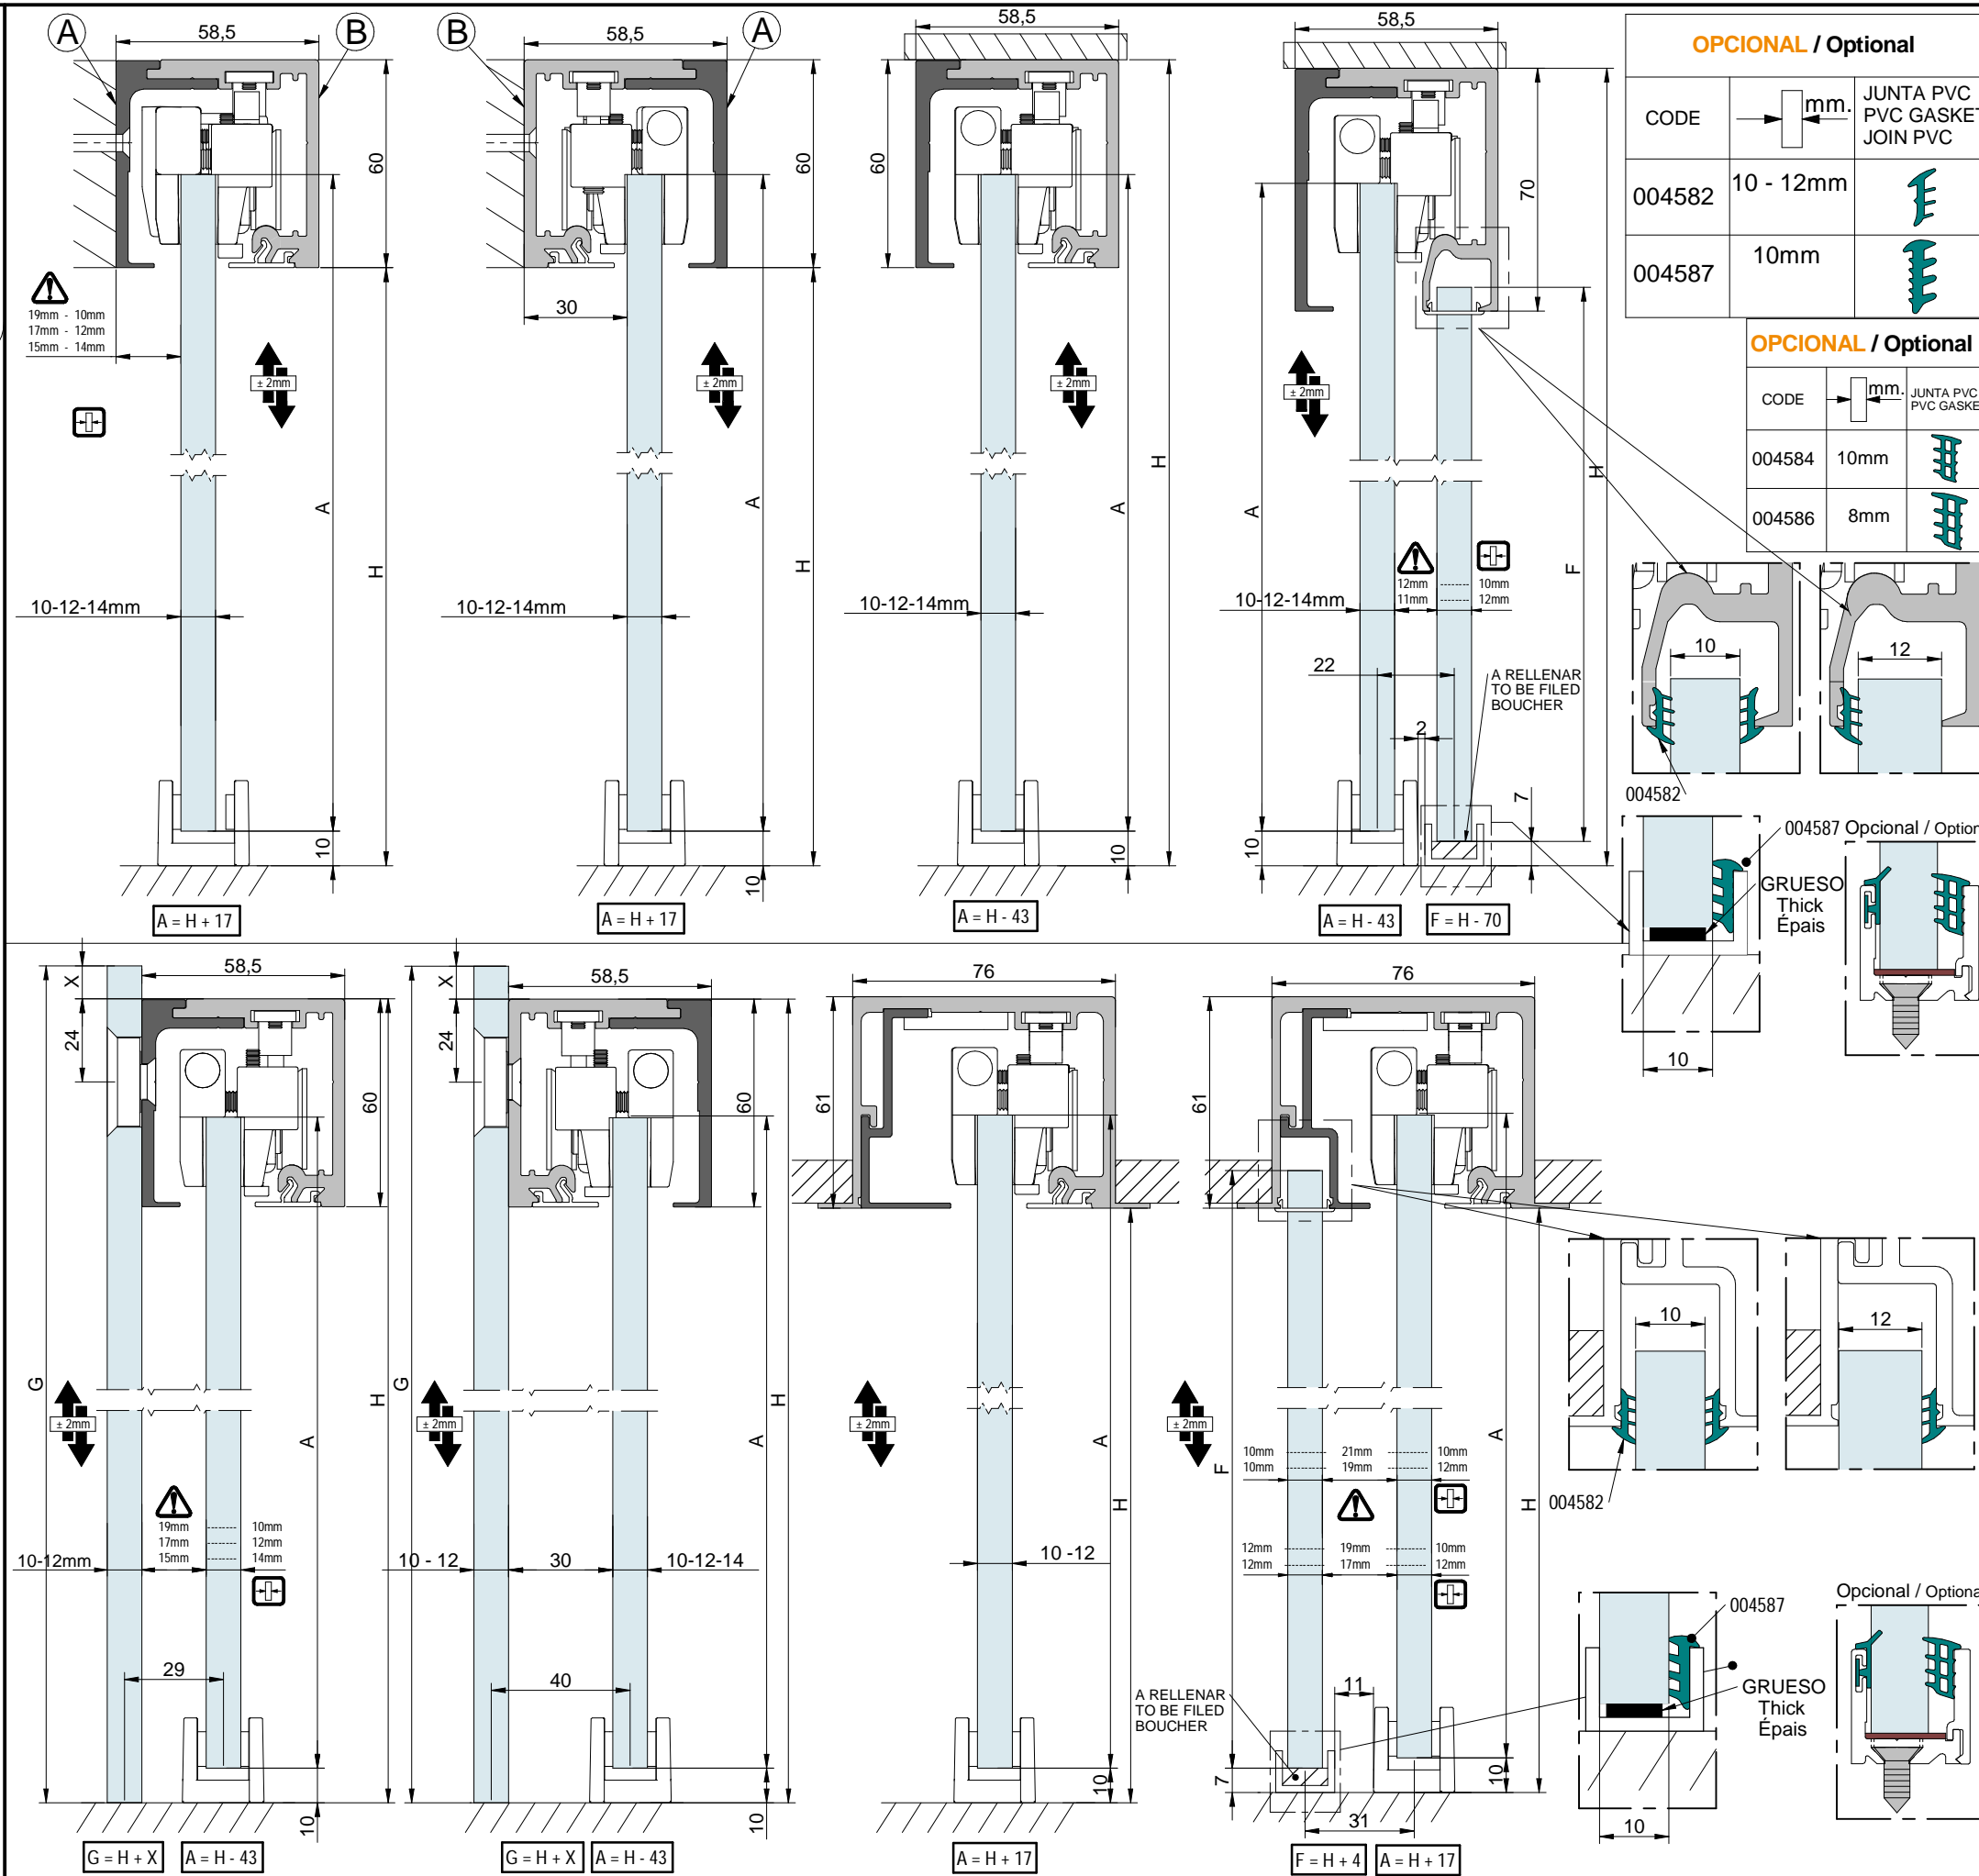 A
58,5
B
60
19mm - 10mm
17mm - 12mm
15mm - 14mm
± 2mm
A
H
10-12-14mm
10
A = H + 17
B
58,5
A
60
30
± 2mm
A
H
10-12-14mm
10
A = H + 17
58,5
60
± 2mm
A
H
10-12-14mm
10
A = H - 43
58,5
70
± 2mm
A
H
F
12mm
11mm
10mm
12mm
10-12-14mm
22
A RELLENAR
TO BE FILED
BOUCHER
2
7
10
A = H - 43
F = H - 70
OPCIONAL / Optional
CODE
mm.
JUNTA PVC
PVC GASKET
JOIN PVC
004582
10 - 12mm
004587
10mm
OPCIONAL / Optional
CODE
mm.
JUNTA PVC
PVC GASKE
004584
10mm
004586
8mm
10
12
004582
004587
Opcional / Option
GRUESO
Thick
Épais
10
X
58,5
24
60
G
± 2mm
A
H
19mm
17mm
15mm
10mm
12mm
14mm
10-12mm
29
10
G = H + X
A = H - 43
X
58,5
24
60
G
± 2mm
A
H
10 - 12
30
10-12-14
40
10
G = H + X
A = H - 43
76
61
± 2mm
A
H
10 -12
10
A = H + 17
76
61
± 2mm
F
A
H
10mm
10mm
21mm
19mm
10mm
12mm
12mm
12mm
19mm
17mm
10mm
12mm
11
A RELLENAR
TO BE FILED
BOUCHER
7
10
31
F = H + 4
A = H + 17
10
12
004582
004587
Opcional / Optiona
GRUESO
Thick
Épais
10